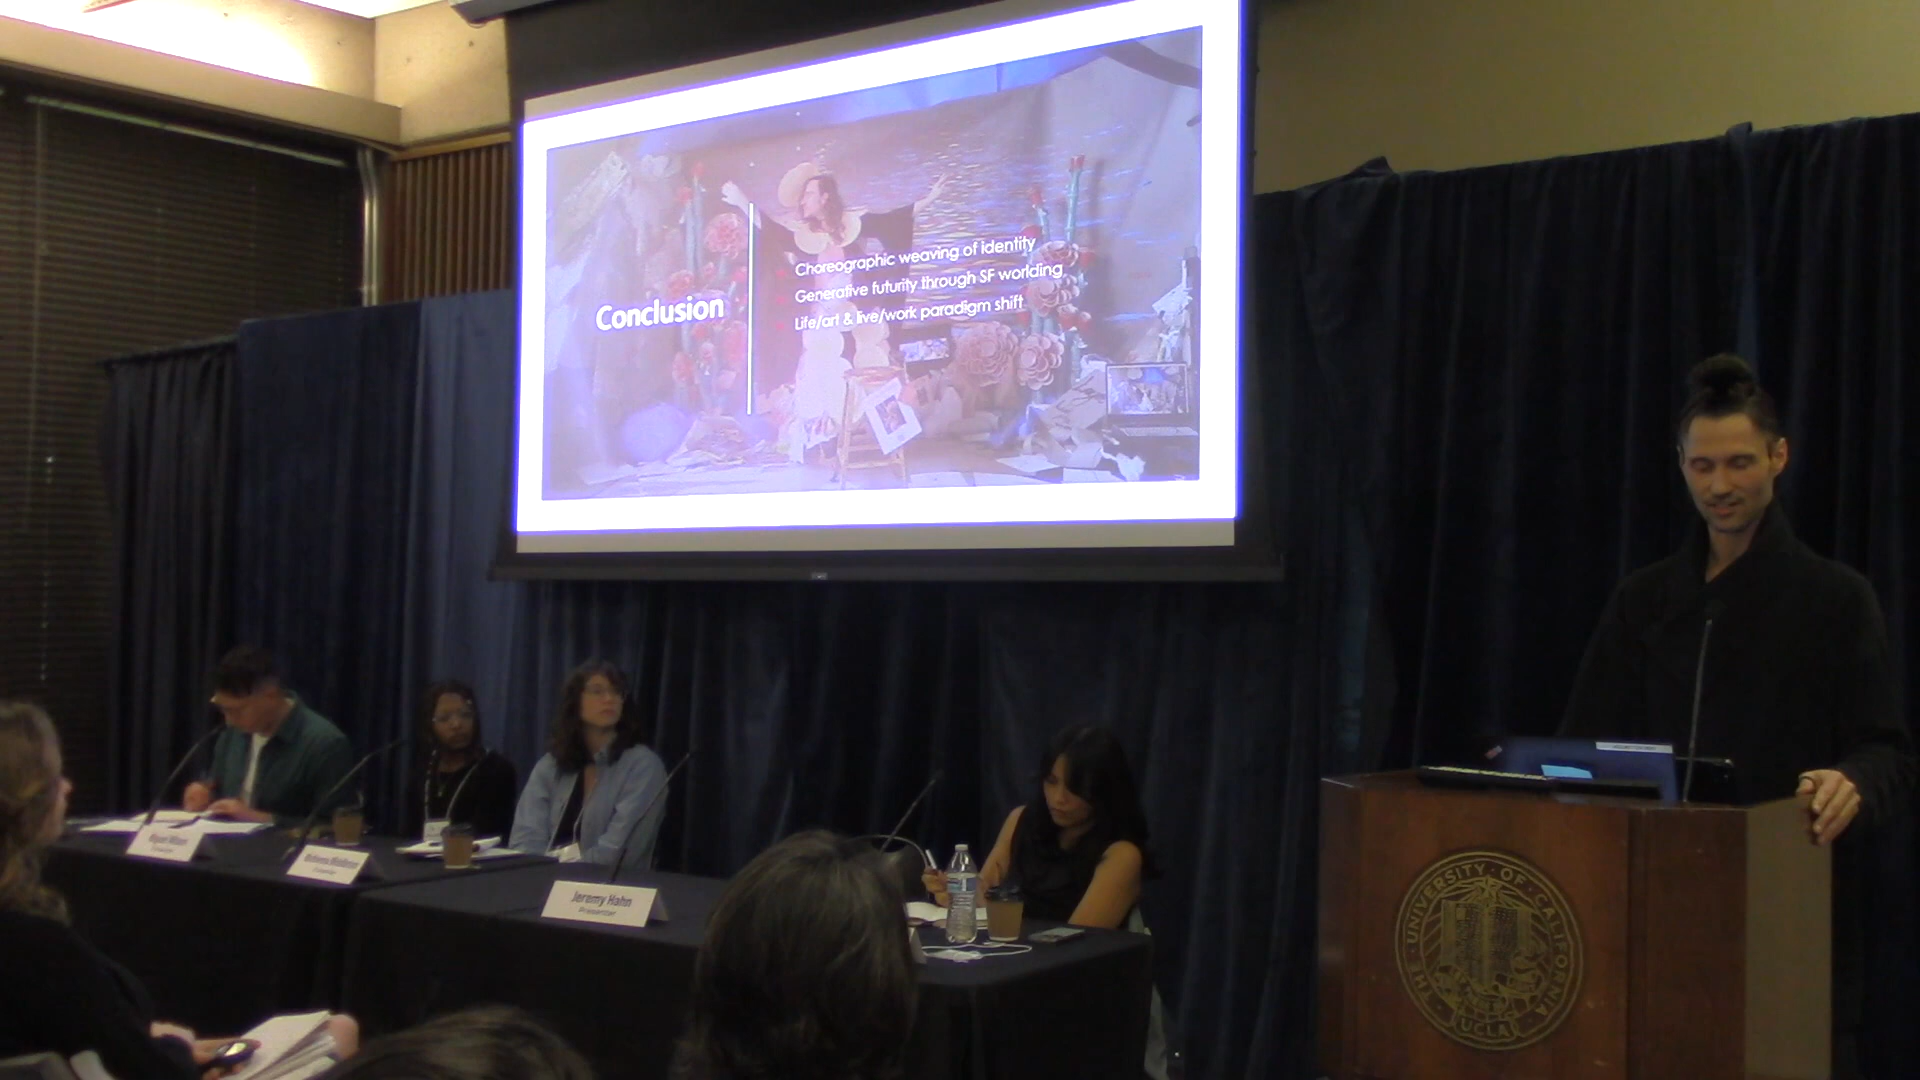 Conclusion
Choreographic weaving of identity
Generative futurity through SF worlding
Life/art & live/work paradigm shift
Jeremy Hahn
Presenter
THE · UNIVERSITY · OF · CALIFORNIA
UCLA